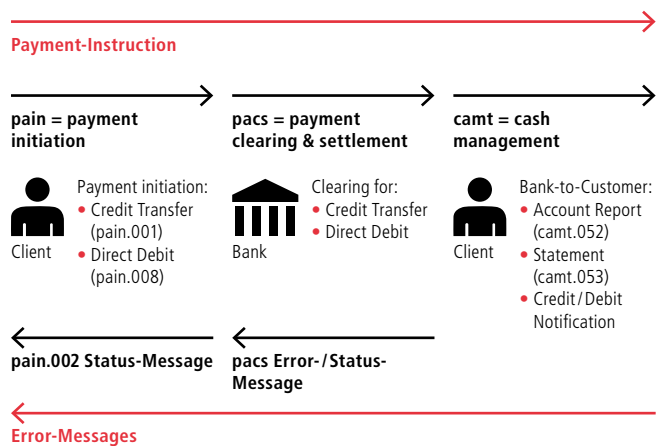 Payment-Instruction
pain = payment
initiation
pacs = payment
clearing & settlement
camt = cash
management
Client
Payment initiation:
• Credit Transfer
(pain.001)
• Direct Debit
(pain.008)
Bank
Clearing for:
• Credit Transfer
• Direct Debit
Client
Bank-to-Customer:
• Account Report
(camt.052)
• Statement
(camt.053)
• Credit/Debit
Notification
pain.002 Status-Message
pacs Error-/Status-
Message
Error-Messages